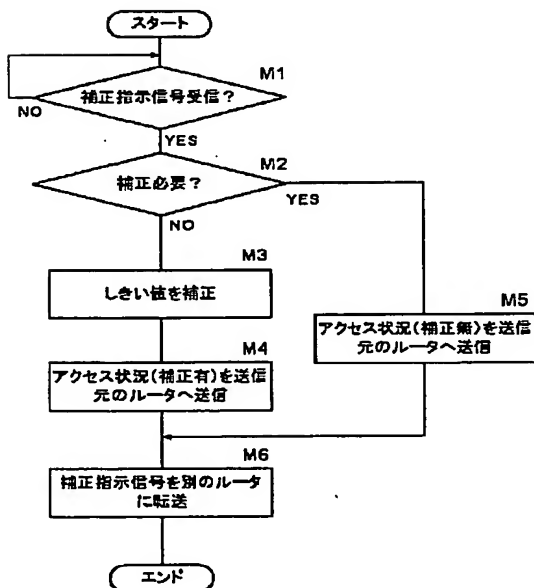 スタート
M1
補正指示信号受信？
NO
YES
M2
補正必要？
YES
NO
M3
しきい値を補正
M5
アクセス状況(補正無)を送信
元のルータへ送信
M4
アクセス状況(補正有)を送信
元のルータへ送信
M6
補正指示信号を別のルータ
に転送
エンド